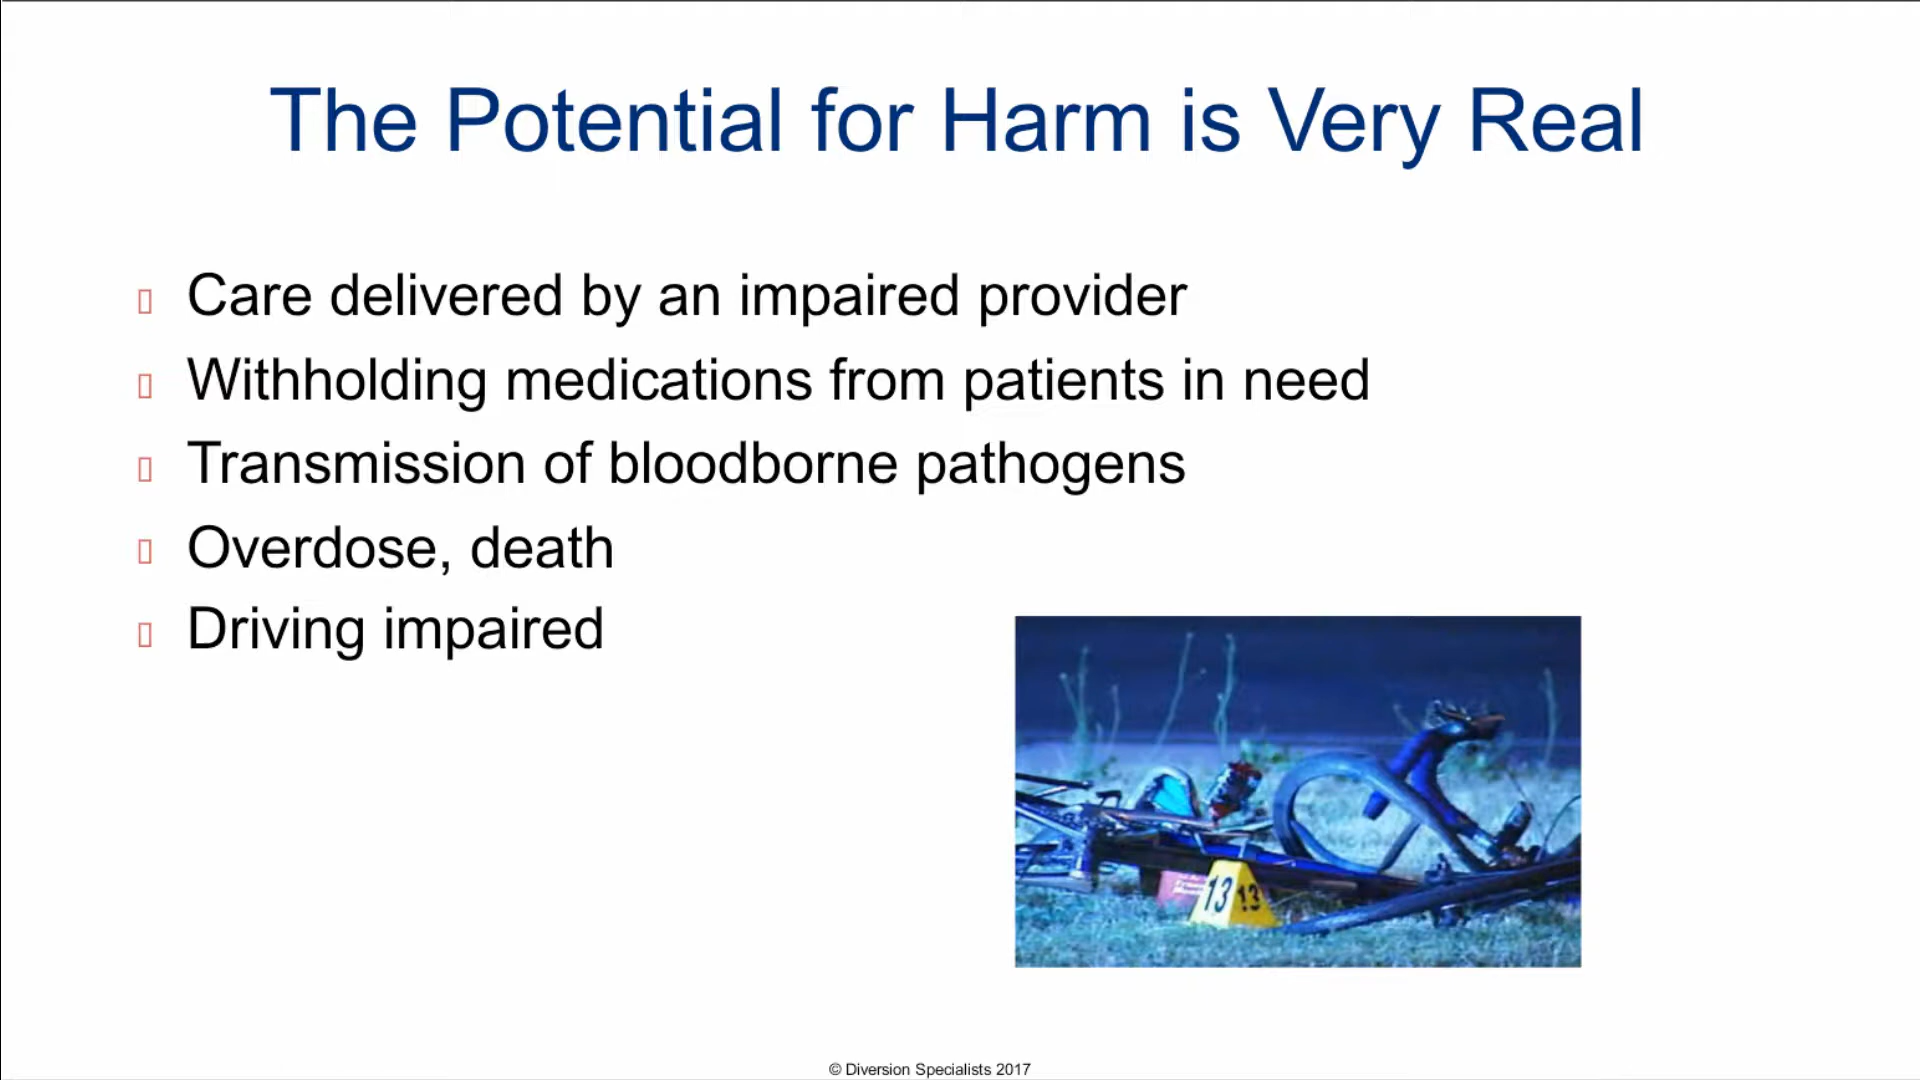 The Potential for Harm is Very Real
Care delivered by an impaired provider
Withholding medications from patients in need
Transmission of bloodborne pathogens
Overdose, death
Driving impaired
13 13
© Diversion Specialists 2017